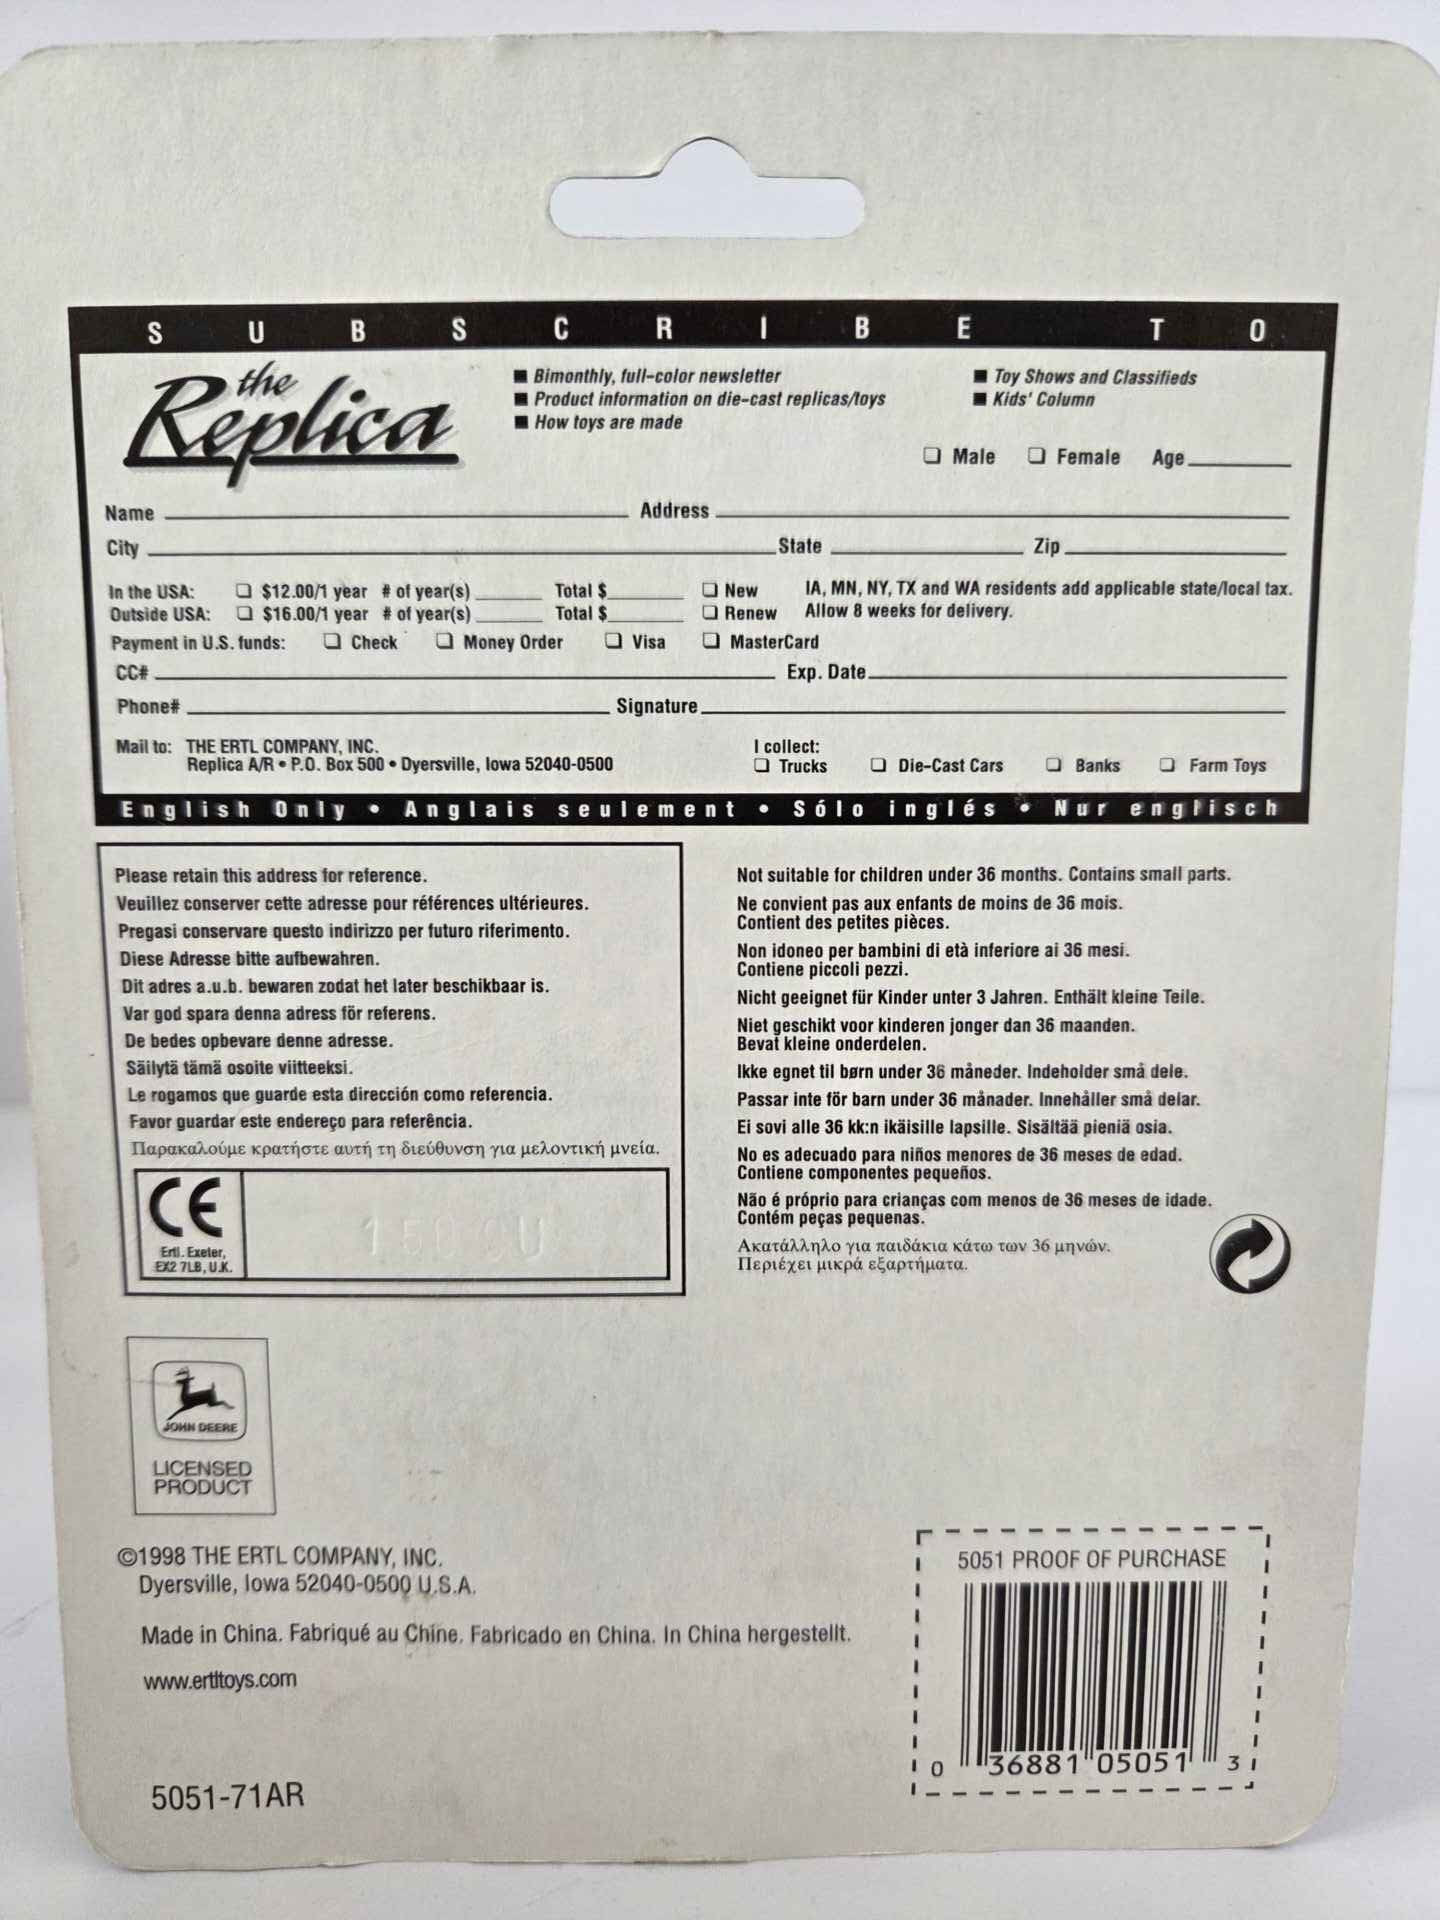 SUBSCRIBE TO
the Replica
■ Bimonthly, full-color newsletter
■ Product information on die-cast replicas/toys
■ How toys are made
■ Toy Shows and Classifieds
■ Kids' Column
❑ Male ❑ Female Age
Name Address
City State Zip
In the USA: ❑ $12.00/1 year # of year(s) Total $ ❑ New IA, MN, NY, TX and WA residents add applicable state/local tax.
Outside USA: ❑ $16.00/1 year # of year(s) Total $ ❑ Renew Allow 8 weeks for delivery.
Payment in U.S. funds: ❑ Check ❑ Money Order ❑ Visa ❑ MasterCard
CC# Exp. Date
Phone# Signature
Mail to: THE ERTL COMPANY, INC.
Replica A/R • P.O. Box 500 • Dyersville, Iowa 52040-0500
I collect:
❑ Trucks ❑ Die-Cast Cars ❑ Banks ❑ Farm Toys
English Only • Anglais seulement • Sólo inglés • Nur englisch
Please retain this address for reference.
Veuillez conserver cette adresse pour références ultérieures.
Pregasi conservare questo indirizzo per futuro riferimento.
Diese Adresse bitte aufbewahren.
Dit adres a.u.b. bewaren zodat het later beschikbaar is.
Var god spara denna adress för referens.
De bedes opbevare denne adresse.
Säilytä tämä osoite viitteeksi.
Le rogamos que guarde esta dirección como referencia.
Favor guardar este endereço para referência.
Παρακαλούμε κρατήστε αυτή τη διεύθυνση για μελοντική μνεία.
CE
Ertl. Exeter,
EX2 7LB, U.K.
Not suitable for children under 36 months. Contains small parts.
Ne convient pas aux enfants de moins de 36 mois.
Contient des petites pièces.
Non idoneo per bambini di età inferiore ai 36 mesi.
Contiene piccoli pezzi.
Nicht geeignet für Kinder unter 3 Jahren. Enthält kleine Teile.
Niet geschikt voor kinderen jonger dan 36 maanden.
Bevat kleine onderdelen.
Ikke egnet til børn under 36 måneder. Indeholder små dele.
Passar inte för barn under 36 månader. Innehåller små delar.
Ei sovi alle 36 kk:n ikäisille lapsille. Sisältää pieniä osia.
No es adecuado para niños menores de 36 meses de edad.
Contiene componentes pequeños.
Não é próprio para crianças com menos de 36 meses de idade.
Contém peças pequenas.
Ακατάλληλο για παιδάκια κάτω των 36 μηνών.
Περιέχει μικρά εξαρτήματα.
JOHN DEERE
LICENSED
PRODUCT
©1998 THE ERTL COMPANY, INC.
Dyersville, Iowa 52040-0500 U.S.A.
Made in China. Fabriqué au Chine. Fabricado en China. In China hergestellt.
www.ertltoys.com
5051-71AR
5051 PROOF OF PURCHASE
0 36881 05051 3